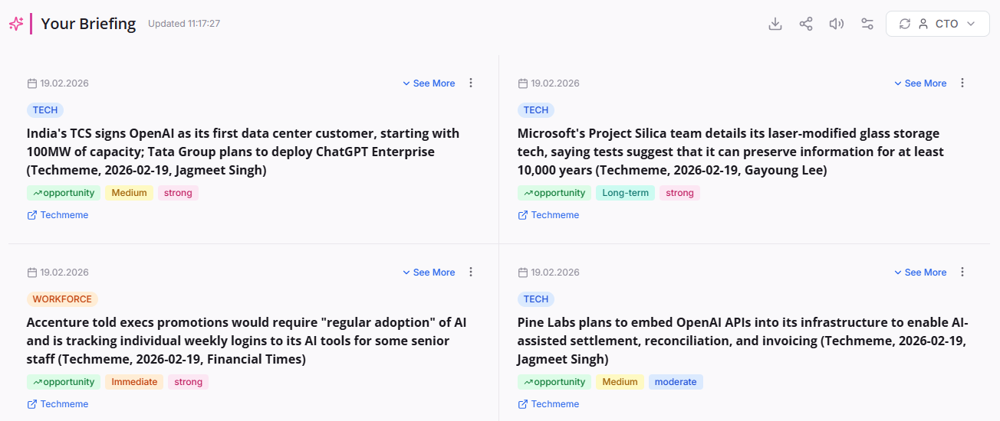 Your Briefing
Updated 11:17:27
CTO
19.02.2026
See More
TECH
India's TCS signs OpenAI as its first data center customer, starting with
100MW of capacity; Tata Group plans to deploy ChatGPT Enterprise
(Techmeme, 2026-02-19, Jagmeet Singh)
opportunity Medium strong
Techmeme
19.02.2026
See More
TECH
Microsoft's Project Silica team details its laser-modified glass storage
tech, saying tests suggest that it can preserve information for at least
10,000 years (Techmeme, 2026-02-19, Gayoung Lee)
opportunity Long-term strong
Techmeme
19.02.2026
See More
WORKFORCE
Accenture told execs promotions would require "regular adoption" of AI
and is tracking individual weekly logins to its AI tools for some senior
staff (Techmeme, 2026-02-19, Financial Times)
opportunity Immediate strong
Techmeme
19.02.2026
See More
TECH
Pine Labs plans to embed OpenAI APIs into its infrastructure to enable AI-
assisted settlement, reconciliation, and invoicing (Techmeme, 2026-02-19,
Jagmeet Singh)
opportunity Medium moderate
Techmeme